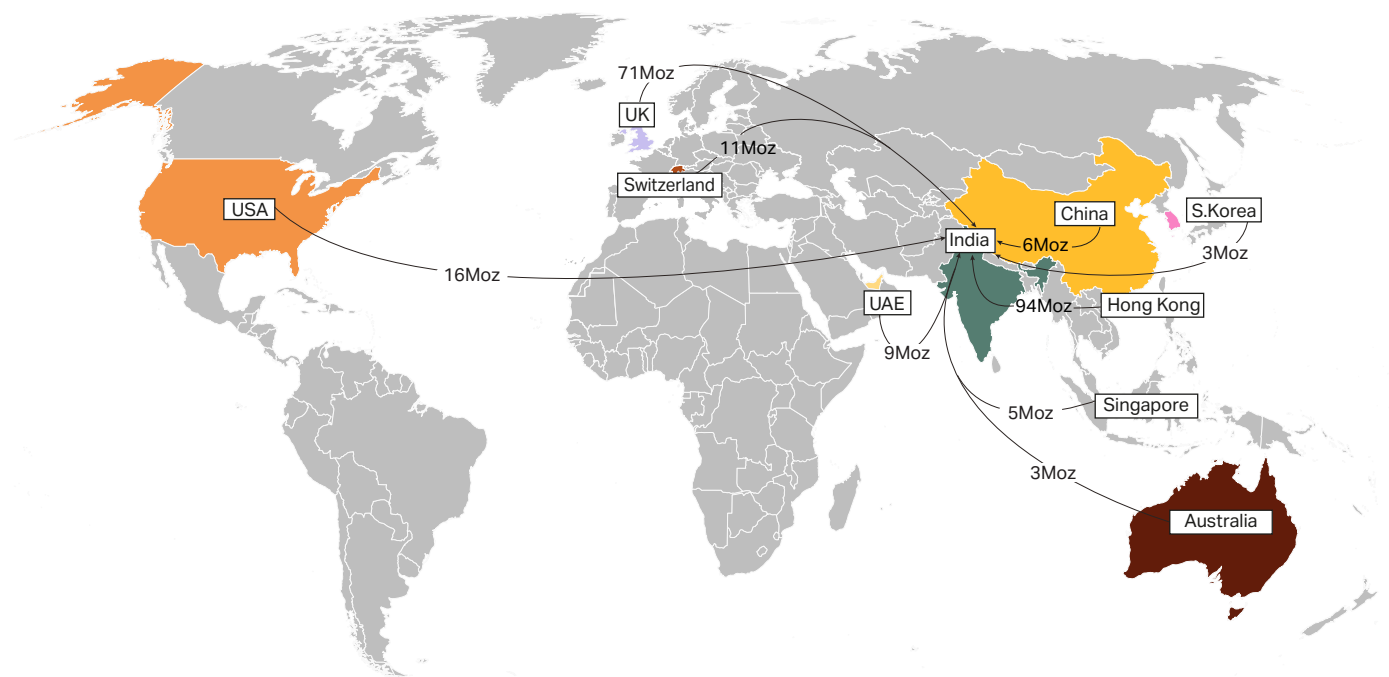 71Moz
UK
11Moz
Switzerland
USA
China
S.Korea
India
6Moz
3Moz
16Moz
UAE
94Moz
Hong Kong
9Moz
5Moz
Singapore
3Moz
Australia